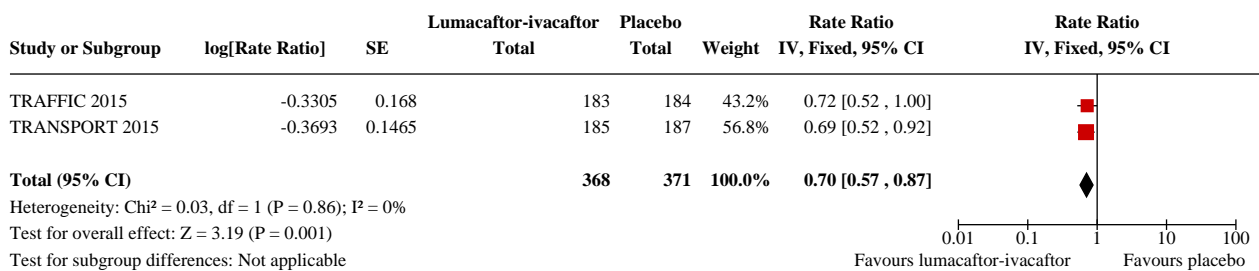 Lumacaftor-ivacaftor Placebo Rate Ratio Rate Ratio
Study or Subgroup log[Rate Ratio] SE Total Total Weight IV, Fixed, 95% CI IV, Fixed, 95% CI
TRAFFIC 2015 -0.3305 0.168 183 184 43.2% 0.72 [0.52 , 1.00]
TRANSPORT 2015 -0.3693 0.1465 185 187 56.8% 0.69 [0.52 , 0.92]
Total (95% CI) 368 371 100.0% 0.70 [0.57 , 0.87]
Heterogeneity: Chi² = 0.03, df = 1 (P = 0.86); I² = 0%
Test for overall effect: Z = 3.19 (P = 0.001)
0.01 0.1 1 10 100
Test for subgroup differences: Not applicable
Favours lumacaftor-ivacaftor Favours placebo